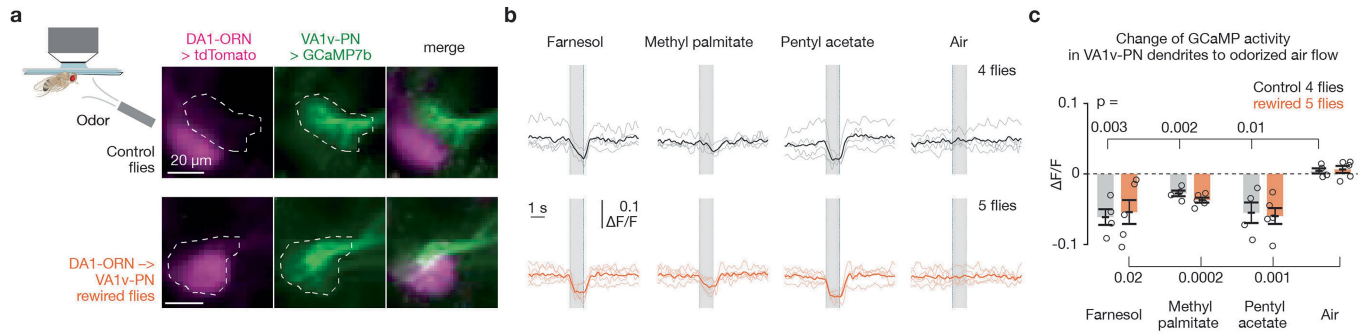 a
DA1-ORN
> tdTomato
VA1v-PN
> GCaMP7b
merge
Odor
Control
flies
20 µm
DA1-ORN –>
VA1v-PN
rewired flies
b
Farnesol
Methyl palmitate
Pentyl acetate
Air
4 flies
1 s
0.1
ΔF/F
5 flies
c
Change of GCaMP activity
in VA1v-PN dendrites to odorized air flow
Control 4 flies
rewired 5 flies
p =
0.003
0.002
0.01
0.1
0
-0.1
ΔF/F
0.02
0.0002
0.001
Farnesol
Methyl
palmitate
Pentyl
acetate
Air